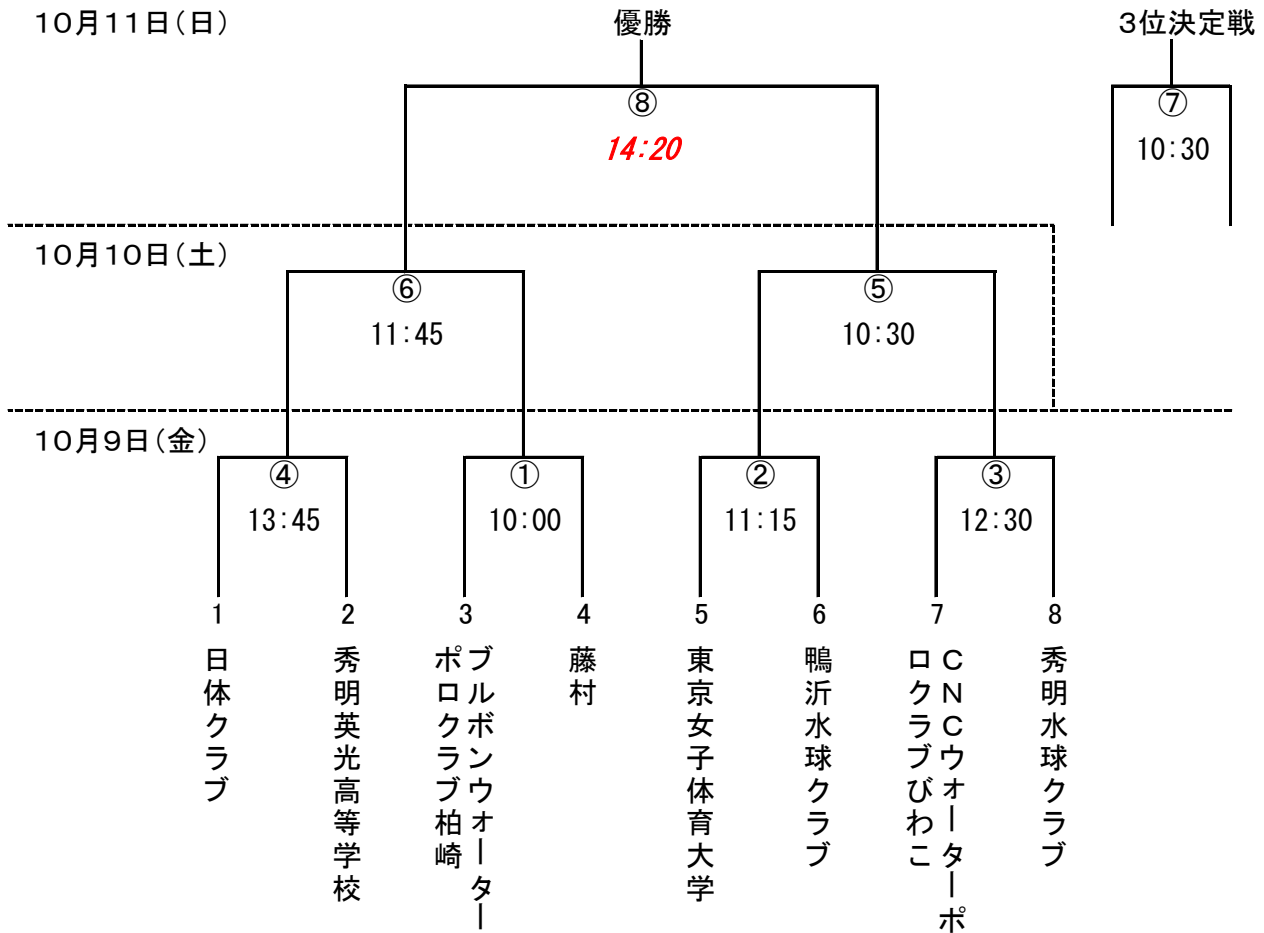 10月11日(日)
優勝
3位決定戦
⑧
⑦
14:20
10:30
10月10日(土)
⑥
⑤
11:45
10:30
10月9日(金)
④
①
②
③
13:45
10:00
11:15
12:30
1
2
3
4
5
6
7
8
日体クラブ
秀明英光高等学校
ブルボンウォーター
ポロクラブ柏崎
藤村
東京女子体育大学
鴨沂水球クラブ
CNCウォーターポ
ロクラブびわこ
秀明水球クラブ